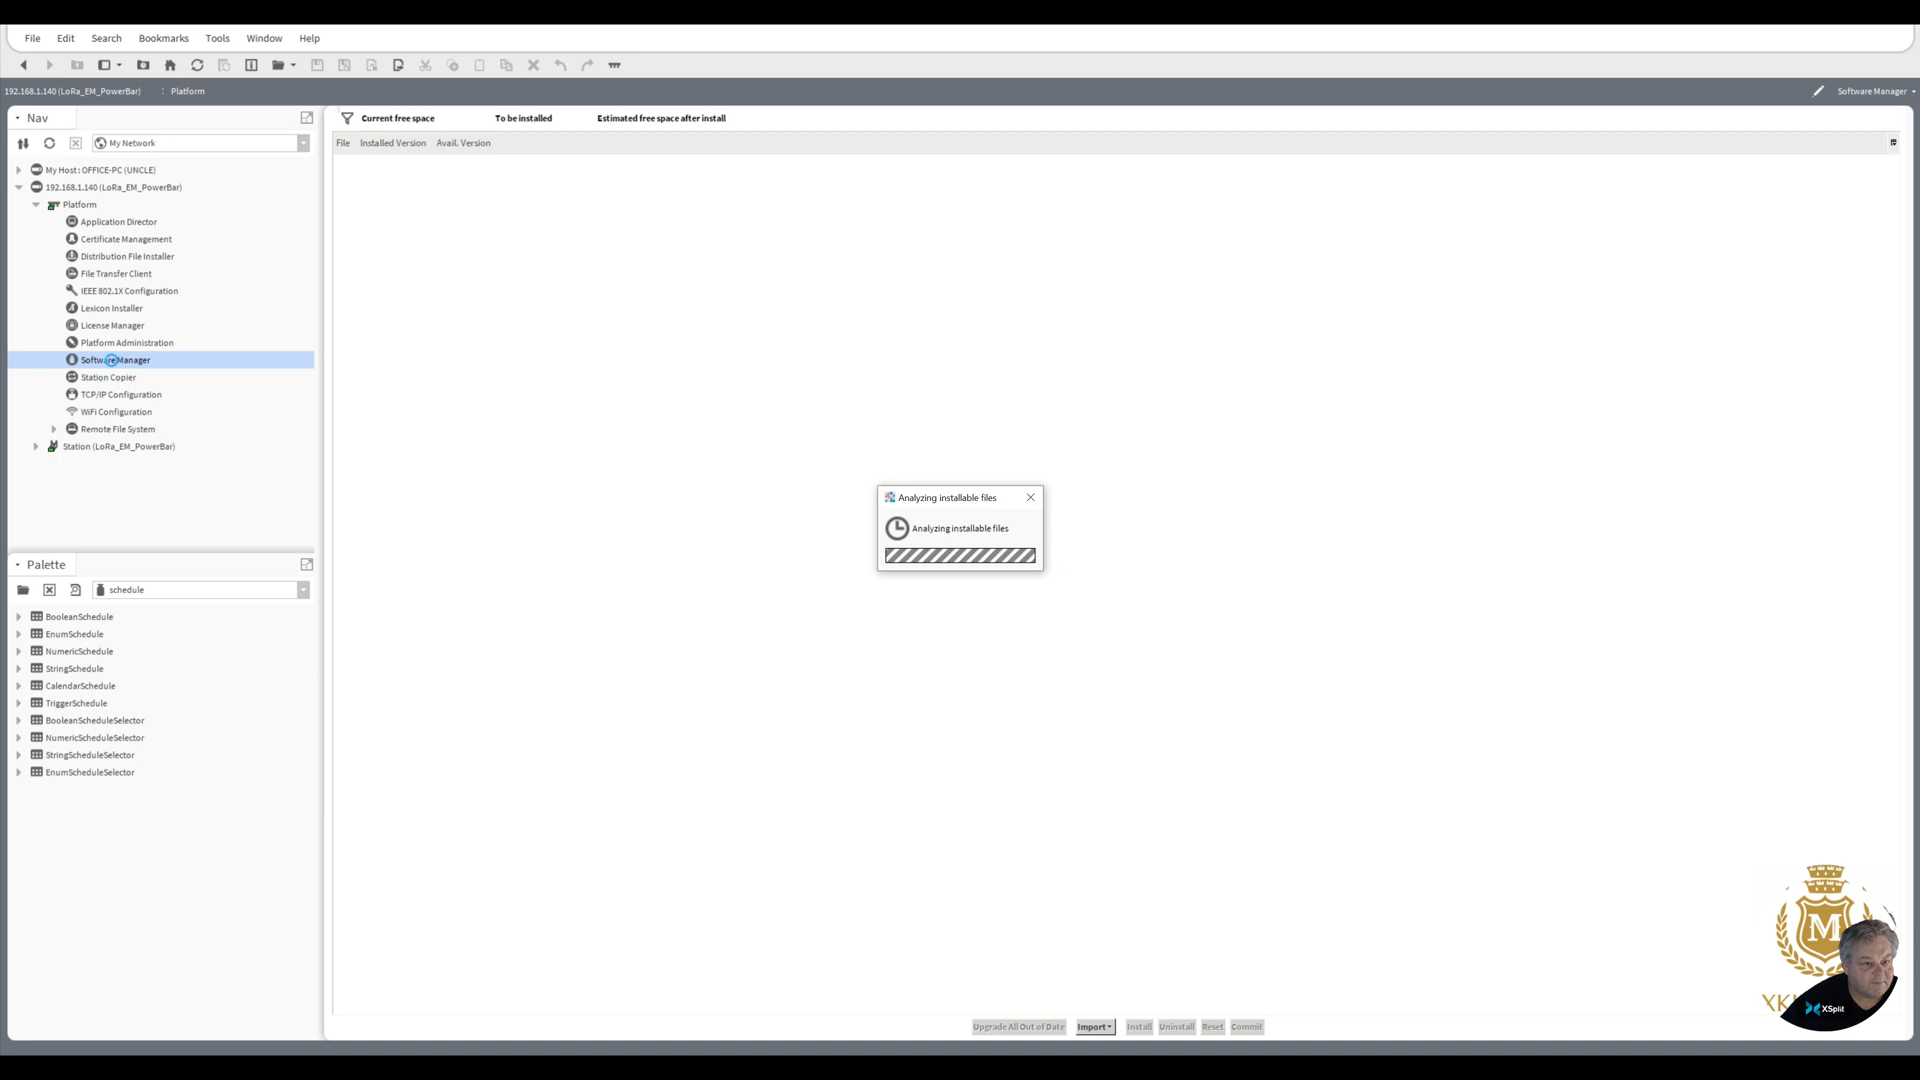 File Edit Search Bookmarks Tools Window Help
192.168.1.140 (LoRa_EM_PowerBar) : Platform
Software Manager
Nav
My Network
My Host : OFFICE-PC (UNCLE)
192.168.1.140 (LoRa_EM_PowerBar)
Platform
Application Director
Certificate Management
Distribution File Installer
File Transfer Client
IEEE 802.1X Configuration
Lexicon Installer
License Manager
Platform Administration
Software Manager
Station Copier
TCP/IP Configuration
WiFi Configuration
Remote File System
Station (LoRa_EM_PowerBar)
Palette
schedule
BooleanSchedule
EnumSchedule
NumericSchedule
StringSchedule
CalendarSchedule
TriggerSchedule
BooleanScheduleSelector
NumericScheduleSelector
StringScheduleSelector
EnumScheduleSelector
Current free space To be installed Estimated free space after install
File Installed Version Avail. Version
Analyzing installable files
Analyzing installable files
Upgrade All Out of Date Import Install Uninstall Reset Commit
M
XSplit